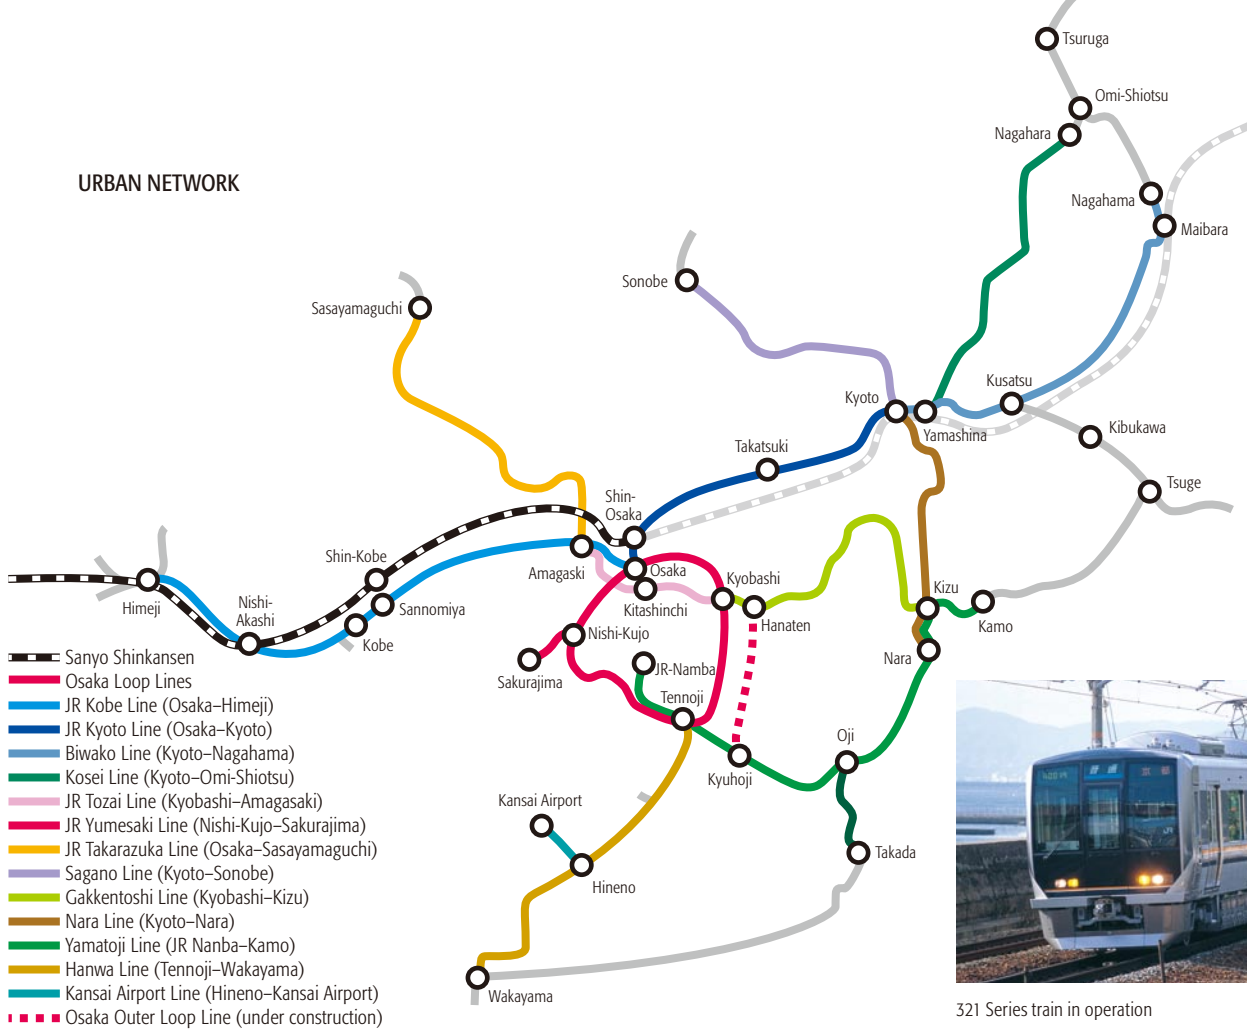 Tsuruga
Omi-Shiotsu
Nagahara
URBAN NETWORK
Nagahama
Maibara
Sonobe
Sasayamaguchi
Kusatsu
Kyoto
Yamashina
Kibukawa
Takatsuki
Tsuge
Shin-
Osaka
Shin-Kobe
Amagaski
Osaka
Kyobashi
Himeji
Nishi-
Akashi
Sannomiya
Kitashinchi
Kizu
Hanaten
Kamo
Kobe
Nishi-Kujo
Nara
Sakurajima
JR-Namba
Tennoji
Oji
Kyuhoji
Kansai Airport
Takada
Hineno
Wakayama
Sanyo Shinkansen
Osaka Loop Lines
JR Kobe Line (Osaka–Himeji)
JR Kyoto Line (Osaka–Kyoto)
Biwako Line (Kyoto–Nagahama)
Kosei Line (Kyoto–Omi-Shiotsu)
JR Tozai Line (Kyobashi–Amagasaki)
JR Yumesaki Line (Nishi-Kujo–Sakurajima)
JR Takarazuka Line (Osaka–Sasayamaguchi)
Sagano Line (Kyoto–Sonobe)
Gakkentoshi Line (Kyobashi–Kizu)
Nara Line (Kyoto–Nara)
Yamatoji Line (JR Nanba–Kamo)
Hanwa Line (Tennoji–Wakayama)
Kansai Airport Line (Hineno–Kansai Airport)
Osaka Outer Loop Line (under construction)
普通
京都
JR
321 Series train in operation